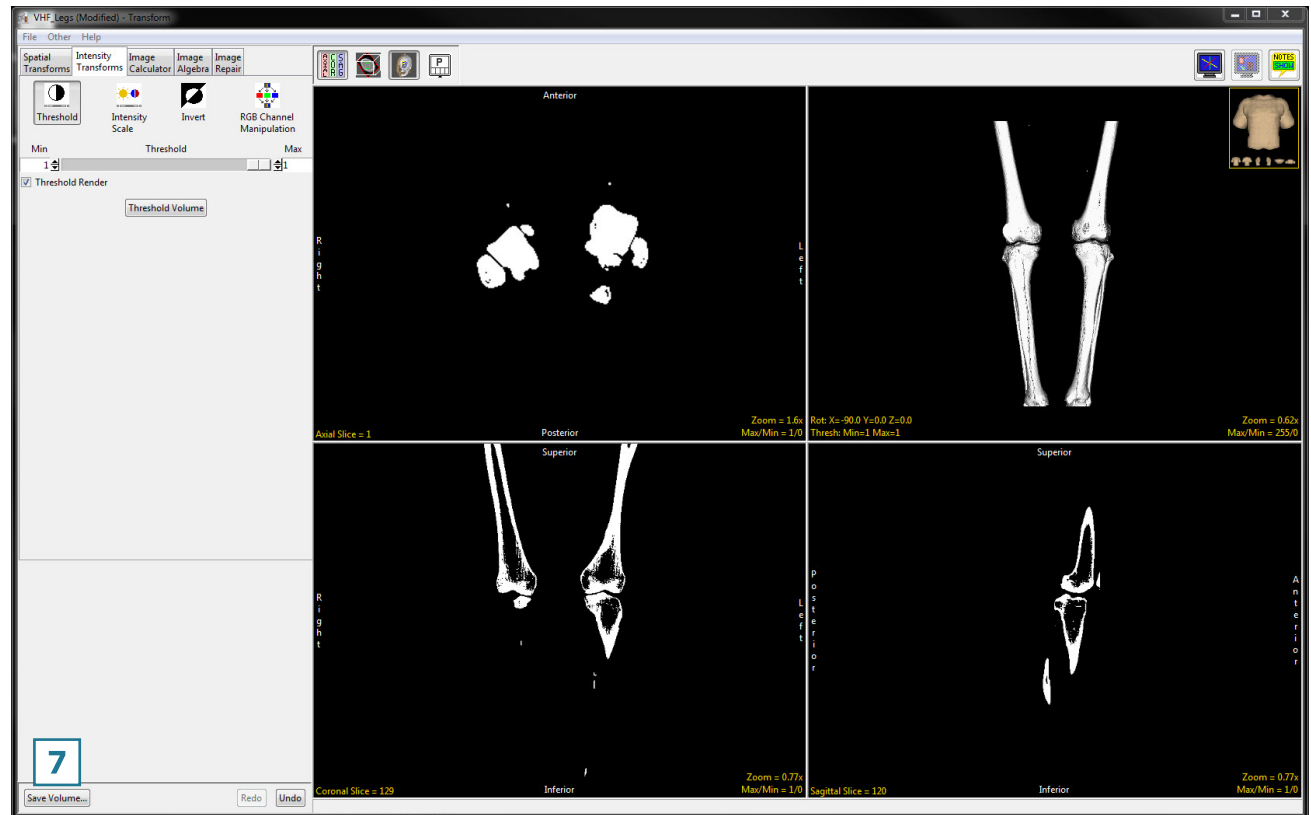 VHF_Legs (Modified) - Transform
File Other Help
Spatial Transforms
Intensity Transforms
Image Calculator
Image Algebra
Image Repair
Threshold
Intensity Scale
Invert
RGB Channel Manipulation
Min Threshold Max
1 1
Threshold Render
Threshold Volume
7
Save Volume...
Redo Undo
AXIAL COR SAG
P
NOTES
SHOW
Anterior
Right
Left
Axial Slice = 1
Posterior
Zoom = 1.6x
Max/Min = 1/0
Rot: X=-90.0 Y=0.0 Z=0.0
Thresh: Min=1 Max=1
Zoom = 0.62x
Max/Min = 255/0
Superior
Right
Left
Coronal Slice = 129
Inferior
Zoom = 0.77x
Max/Min = 1/0
Superior
Posterior
Anterior
Sagittal Slice = 120
Inferior
Zoom = 0.77x
Max/Min = 1/0